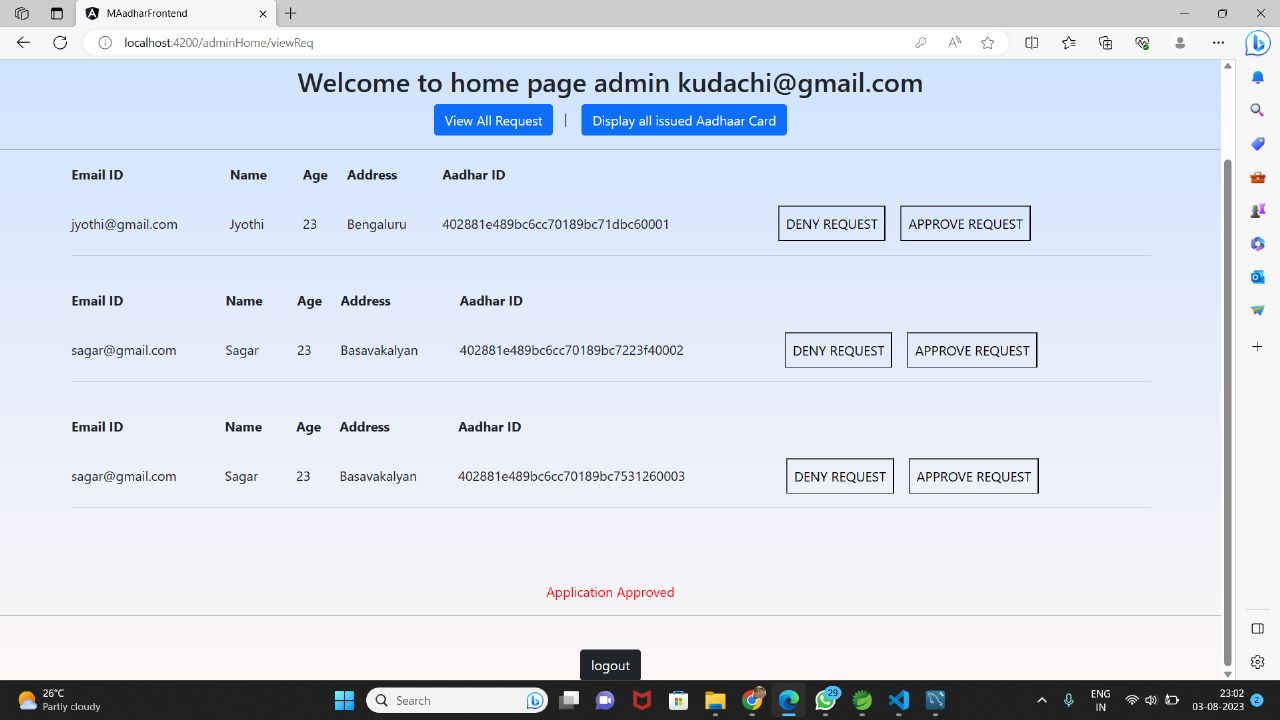 MAadharFrontend
localhost:4200/adminHome/viewReq
Welcome to home page admin kudachi@gmail.com
View All Request | Display all issued Aadhaar Card
Email ID Name Age Address Aadhar ID
jyothi@gmail.com Jyothi 23 Bengaluru 402881e489bc6cc70189bc71dbc60001 DENY REQUEST APPROVE REQUEST
Email ID Name Age Address Aadhar ID
sagar@gmail.com Sagar 23 Basavakalyan 402881e489bc6cc70189bc7223f40002 DENY REQUEST APPROVE REQUEST
Email ID Name Age Address Aadhar ID
sagar@gmail.com Sagar 23 Basavakalyan 402881e489bc6cc70189bc7531260003 DENY REQUEST APPROVE REQUEST
Application Approved
logout
26°C
Partly cloudy
Search
29
ENG
IN
23:02
03-08-2023
2